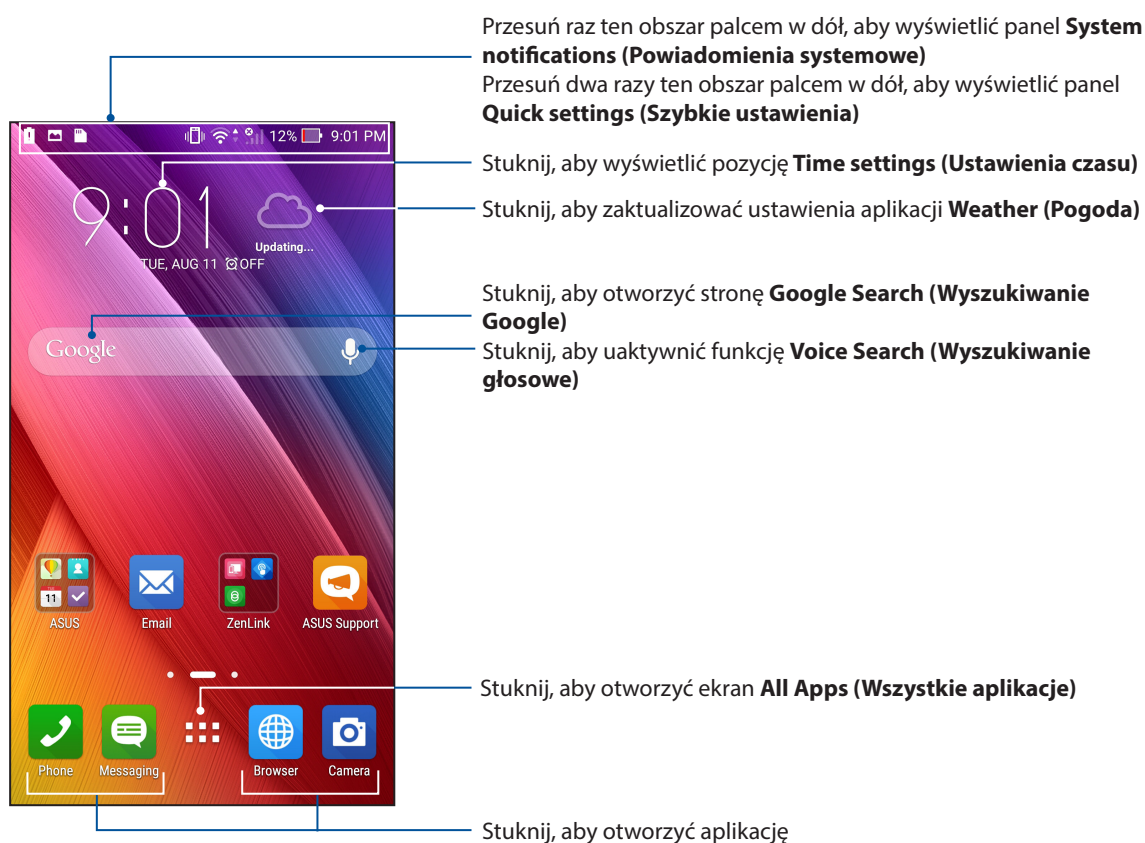 Przesuń raz ten obszar palcem w dół, aby wyświetlić panel System
notifications (Powiadomienia systemowe)
Przesuń dwa razy ten obszar palcem w dół, aby wyświetlić panel
Quick settings (Szybkie ustawienia)
12% 9:01 PM
Stuknij, aby wyświetlić pozycję Time settings (Ustawienia czasu)
9:01
Stuknij, aby zaktualizować ustawienia aplikacji Weather (Pogoda)
Updating...
TUE, AUG 11 OFF
Stuknij, aby otworzyć stronę Google Search (Wyszukiwanie
Google)
Google
Stuknij, aby uaktywnić funkcję Voice Search (Wyszukiwanie
głosowe)
11
ASUS Email ZenLink ASUS Support
Stuknij, aby otworzyć ekran All Apps (Wszystkie aplikacje)
Phone Messaging Browser Camera
Stuknij, aby otworzyć aplikację